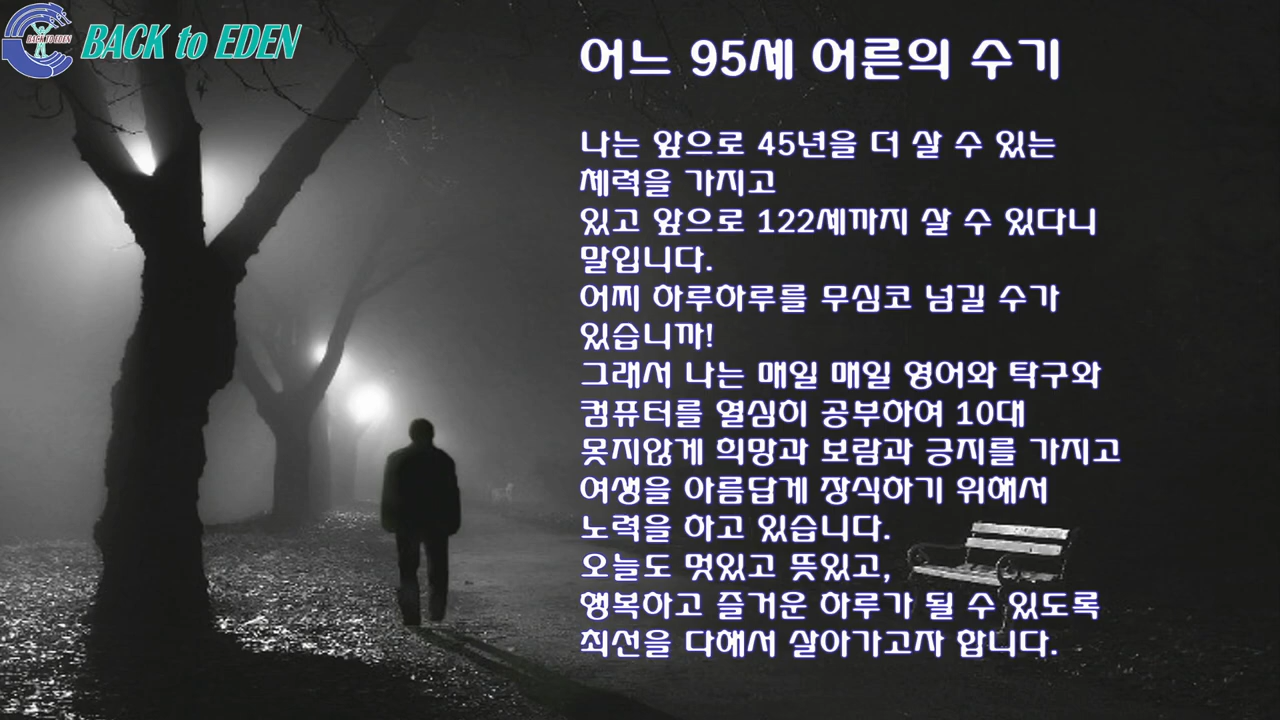 BACK to EDEN
BACK TO EDEN
어느 95세 어른의 수기
나는 앞으로 45년을 더 살 수 있는
체력을 가지고
있고 앞으로 122세까지 살 수 있다니
말입니다.
어찌 하루하루를 무심코 넘길 수가
있습니까!
그래서 나는 매일 매일 영어와 탁구와
컴퓨터를 열심히 공부하여 10대
못지않게 희망과 보람과 긍지를 가지고
여생을 아름답게 장식하기 위해서
노력을 하고 있습니다.
오늘도 멋있고 뜻있고,
행복하고 즐거운 하루가 될 수 있도록
최선을 다해서 살아가고자 합니다.